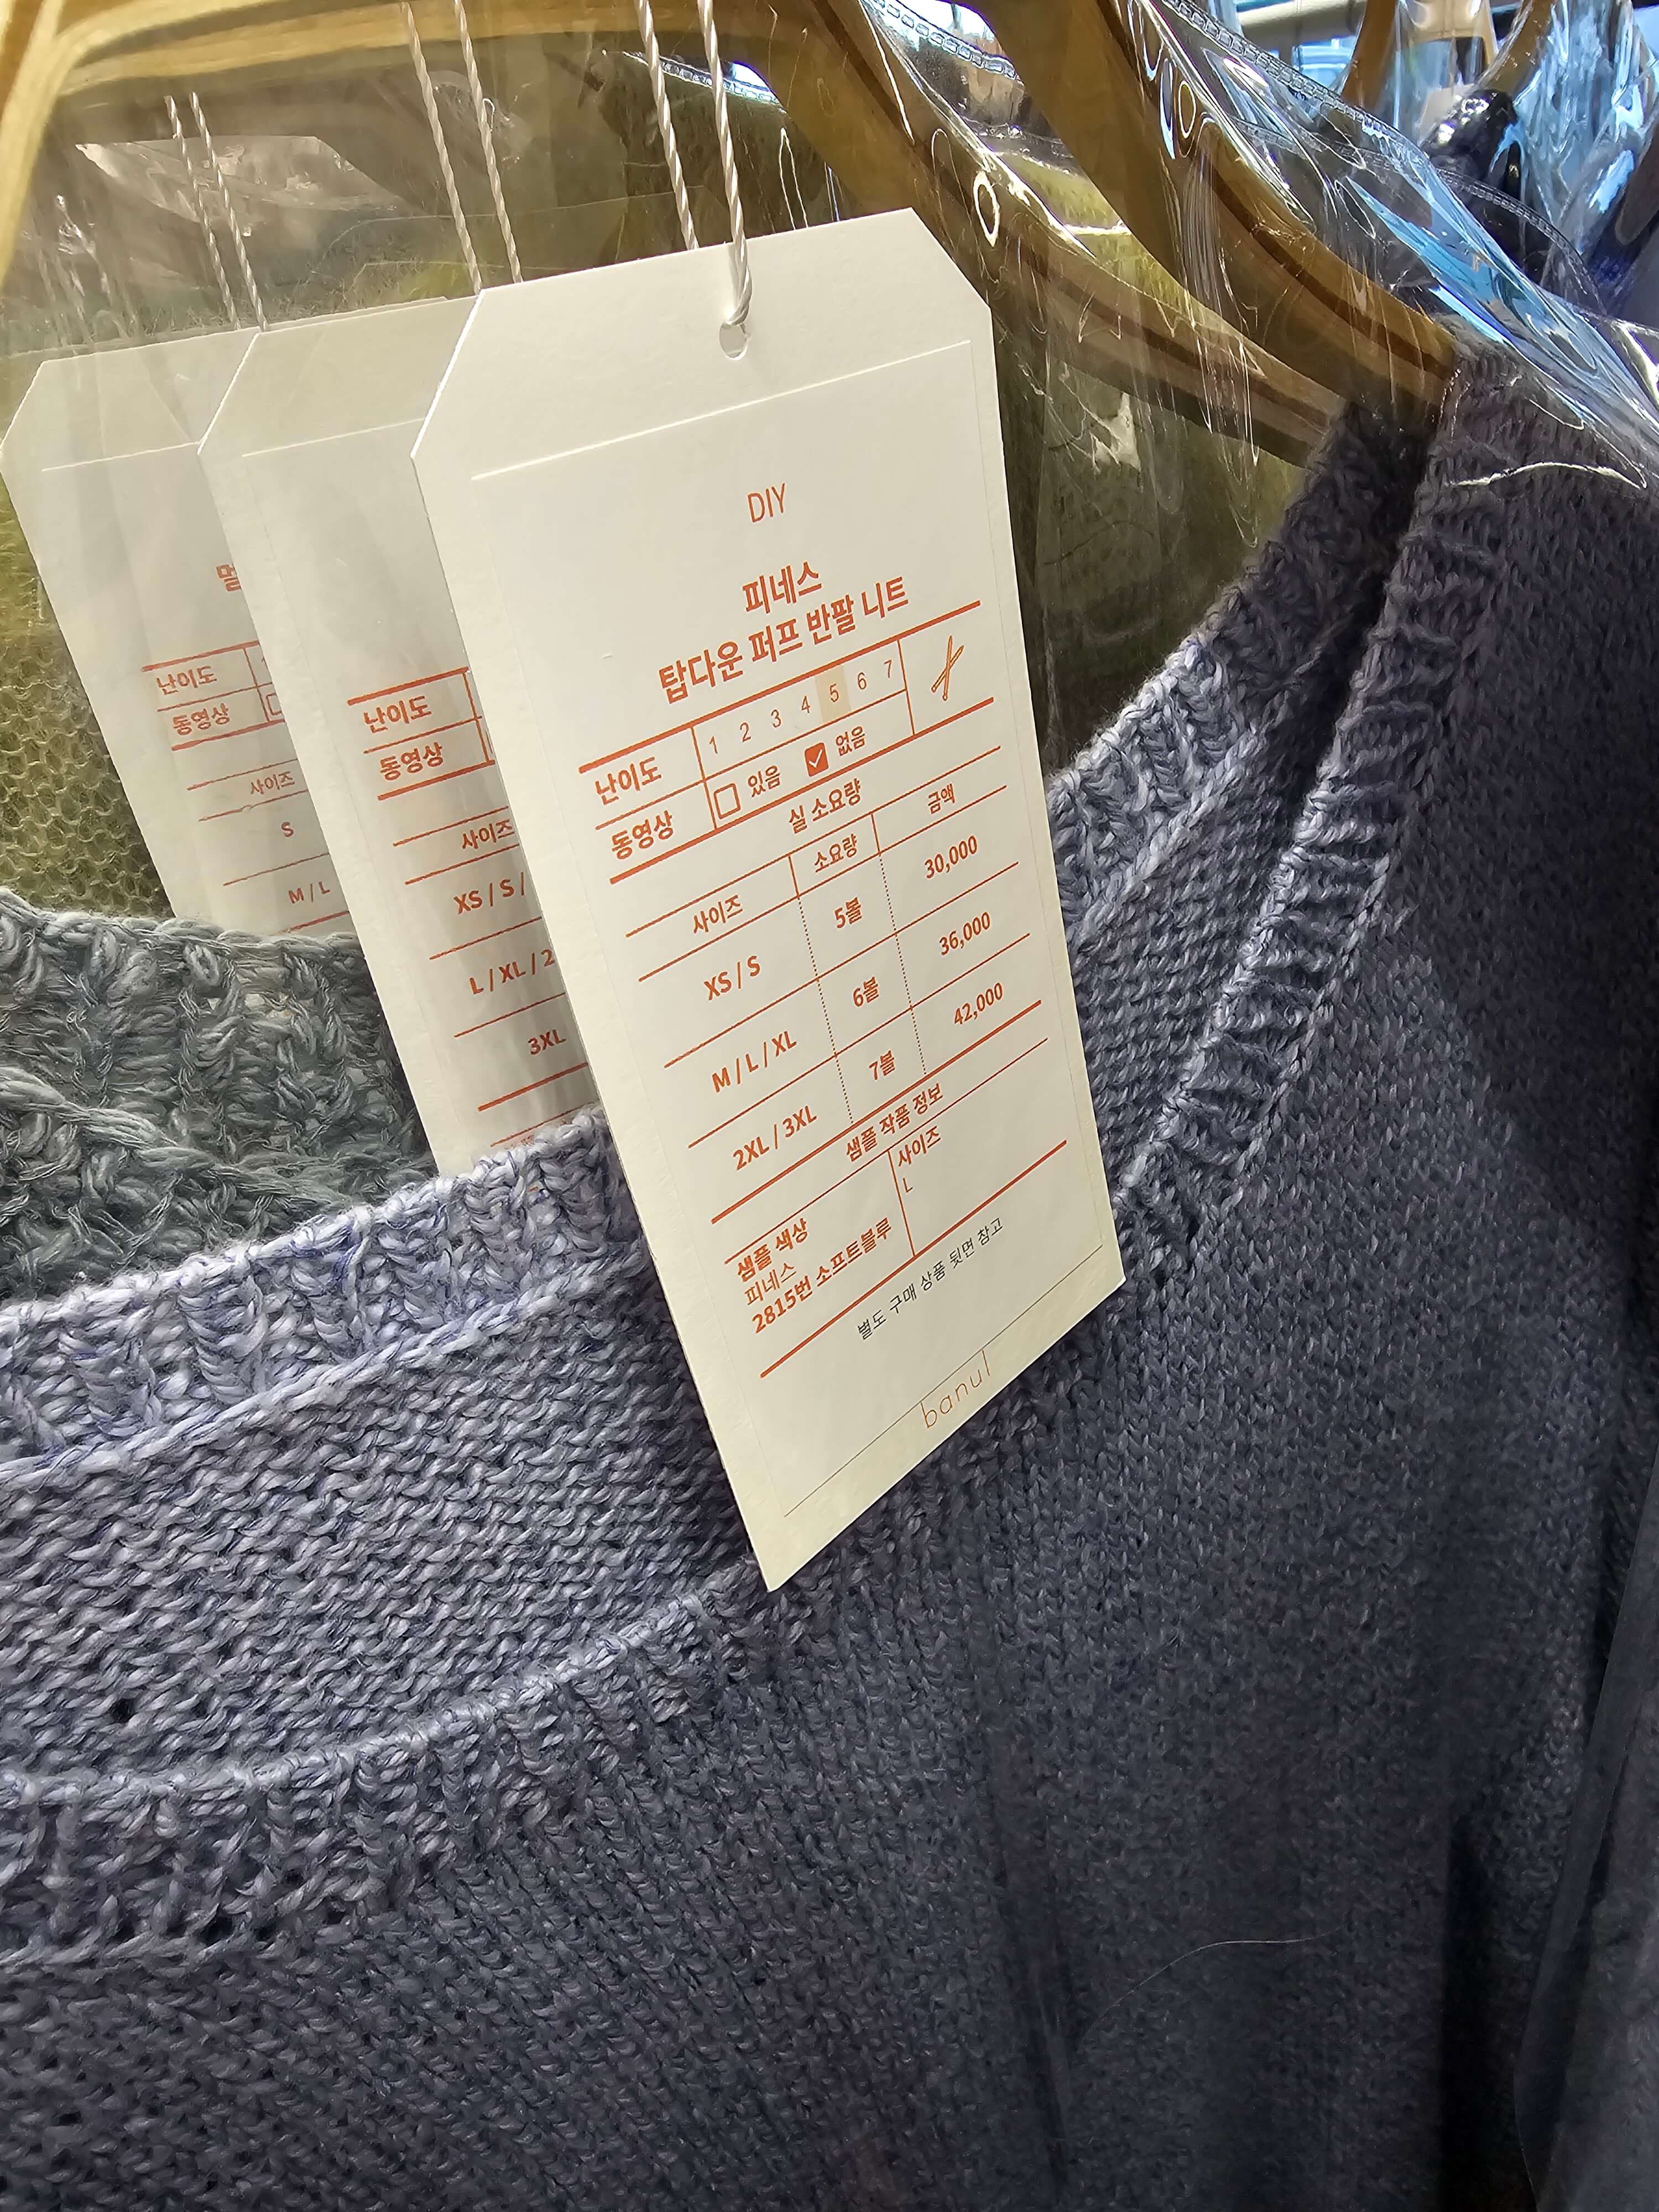 DIY
피네스
탑다운 퍼프 반팔 니트
난이도 1 2 3 4 5 6 7
동영상 있음 없음
실 소요량
사이즈 소요량 금액
XS / S 5볼 30,000
M / L / XL 6볼 36,000
2XL / 3XL 7볼 42,000
샘플 작품 정보
샘플 색상 사이즈
피네스 L
2815번 소프트블루
별도 구매 상품 뒷면 참고
banul
난이도
동영상
사이즈
XS / S /
L / XL / 2
3XL
멀
난이도
동영상
사이즈
S
M / L